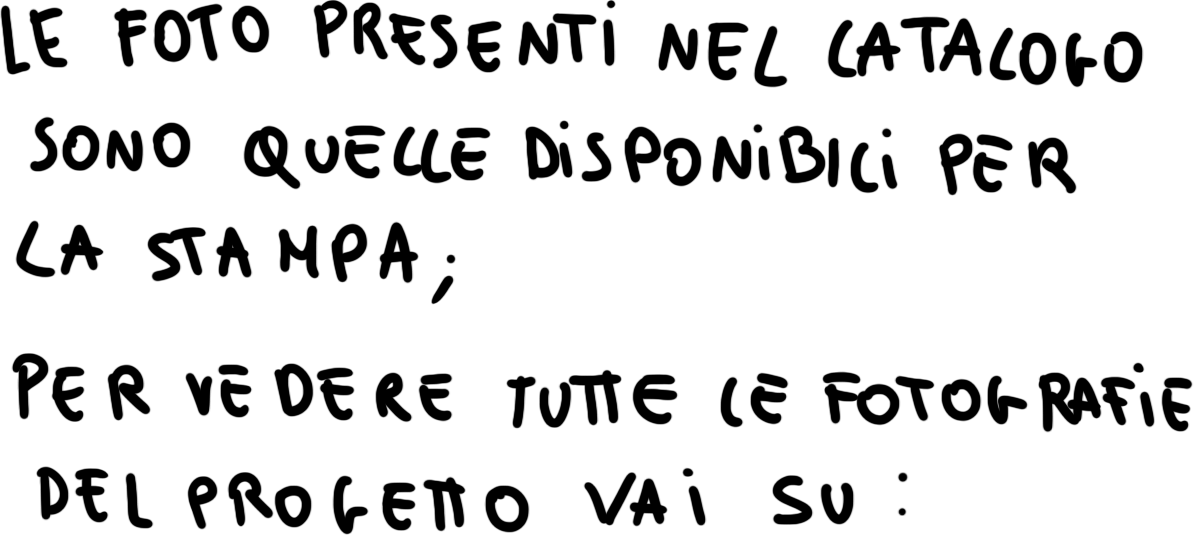 LE FOTO PRESENTi NEL CATALOGO
SONO QUELLE DiSPONiBILi PER
LA STAMPA;
PER VEDERE TUTTE LE FOTOGRAFiE
DEL PROGETTO VAi SU: